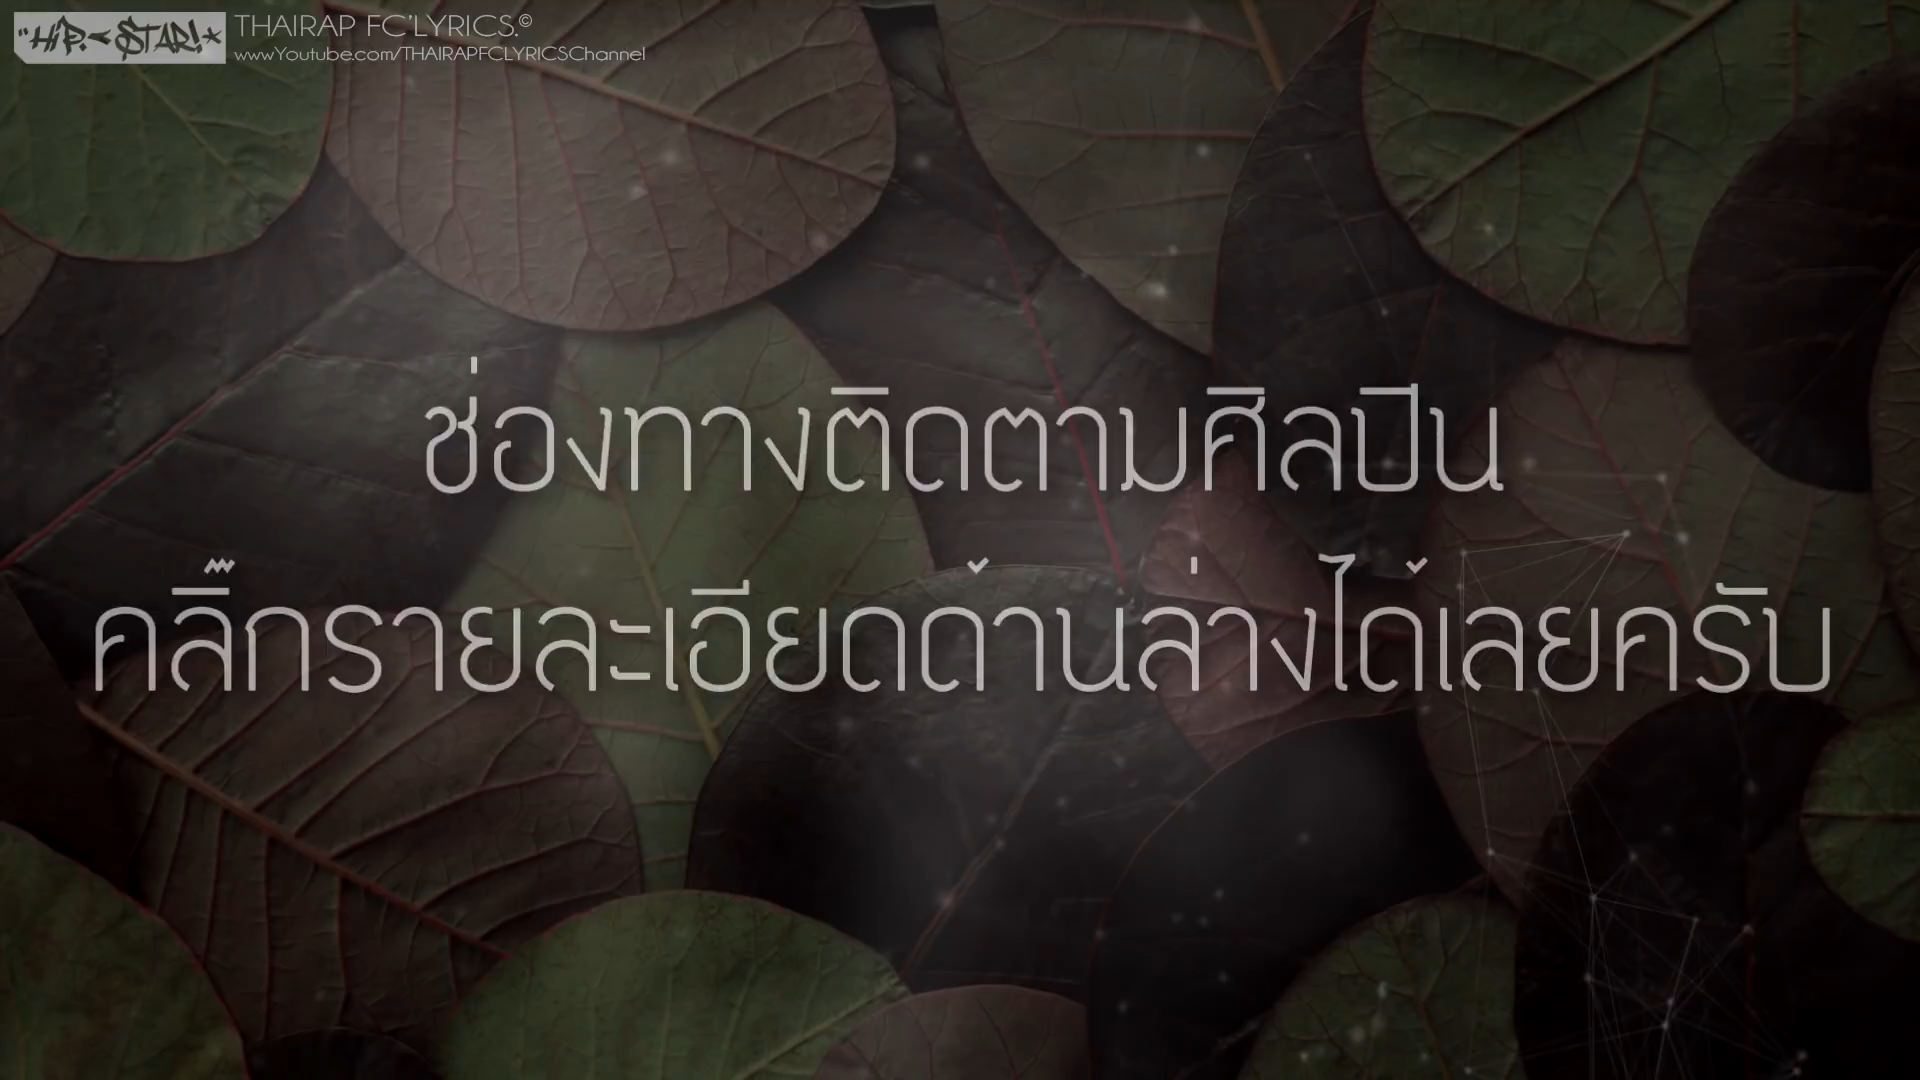 "HIP-STAR!*
THAIRAP FC'LYRICS.©
wwwYoutube.com/THAIRAPFCLYRICSChannel
ช่องทางติดตามศิลปิน
คลิ๊กรายละเอียดด้านล่างได้เลยครับ